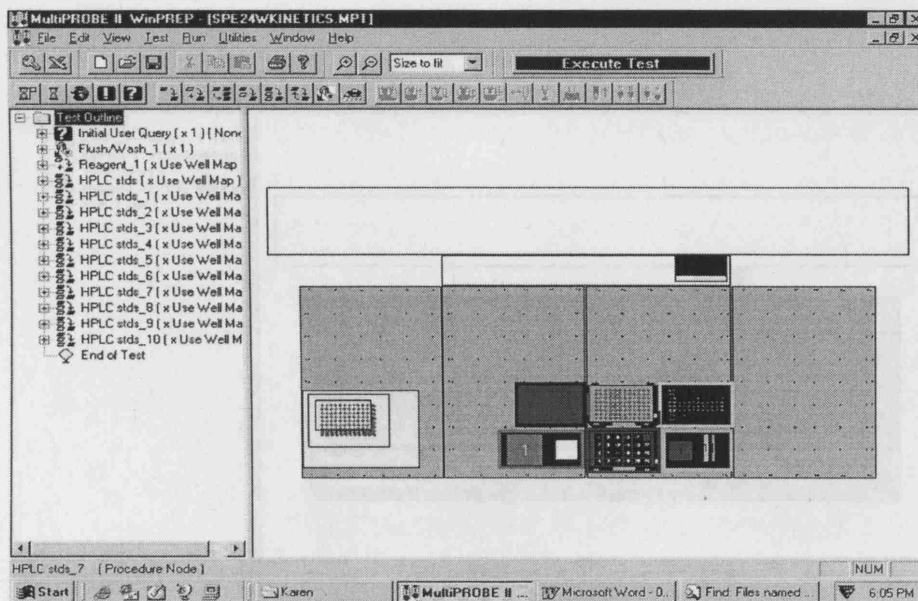 MultiPROBE II WinPREP - [SPE24WKINETICS.MPT]
File Edit View Test Run Utilities Window Help
Size to fit
Execute Test
Test Outline
Initial User Query ( x 1 ) [ None
Flush/Wash_1 ( x 1 )
Reagent_1 ( x Use Well Map
HPLC stds ( x Use Well Map )
HPLC stds_1 ( x Use Well Ma
HPLC stds_2 ( x Use Well Ma
HPLC stds_3 ( x Use Well Ma
HPLC stds_4 ( x Use Well Ma
HPLC stds_5 ( x Use Well Ma
HPLC stds_6 ( x Use Well Ma
HPLC stds_7 ( x Use Well Ma
HPLC stds_8 ( x Use Well Ma
HPLC stds_9 ( x Use Well Ma
HPLC stds_10 ( x Use Well M
End of Test
1
HPLC stds_7 ( Procedure Node )
NUM
Start
Karen
MultiPROBE II ...
Microsoft Word - 0..
Find: Files named ...
6:05 PM